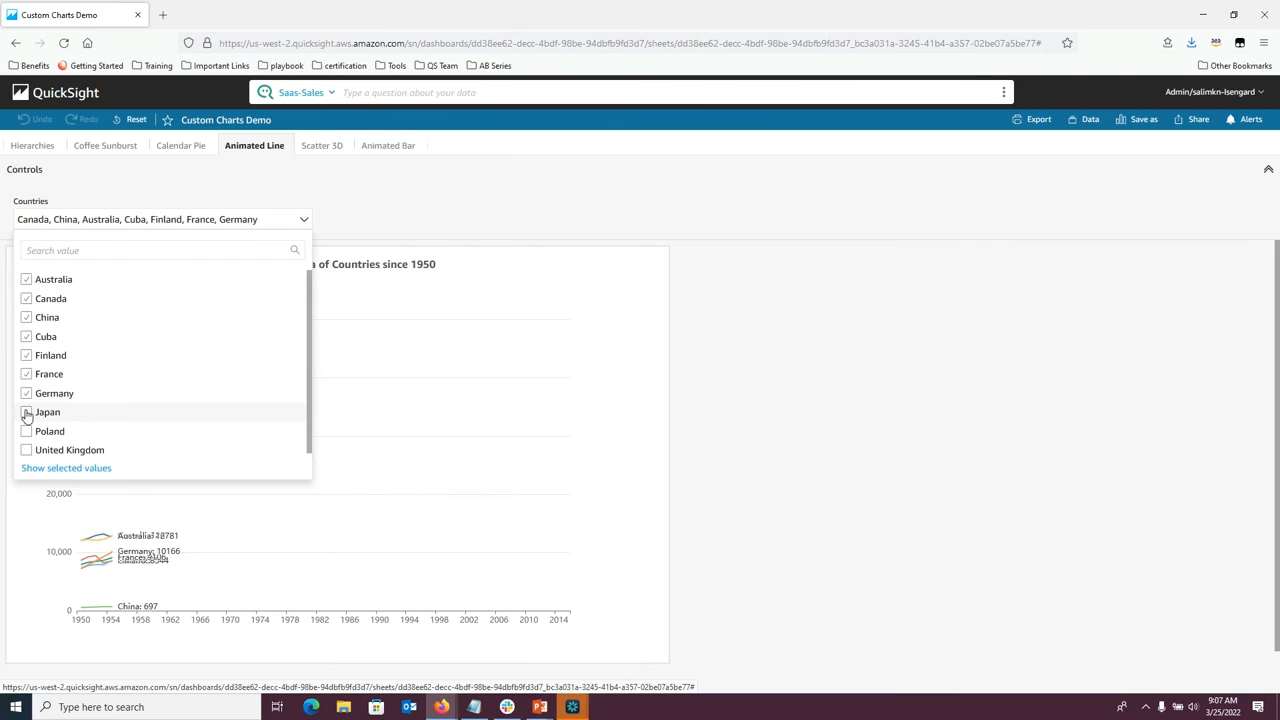 Custom Charts Demo
https://us-west-2.quicksight.aws.amazon.com/sn/dashboards/dd38ee62-decc-4bdf-98be-94dbfb9fd3d7/sheets/dd38ee62-decc-4bdf-98be-94dbfb9fd3d7_bc3a031a-3245-41b4-a357-02be07a5be77#
Benefits
Getting Started
Training
Important Links
playbook
certification
Tools
QS Team
AB Series
Other Bookmarks
QuickSight
Saas-Sales
Type a question about your data
Admin/salimkn-Isengard
Undo
Redo
Reset
Custom Charts Demo
Export
Data
Save as
Share
Alerts
Hierarchies
Coffee Sunburst
Calendar Pie
Animated Line
Scatter 3D
Animated Bar
Controls
Countries
Canada, China, Australia, Cuba, Finland, France, Germany
Search value
a of Countries since 1950
Australia
Canada
China
Cuba
Finland
France
Germany
Japan
Poland
United Kingdom
Show selected values
20,000
Germany: 10166
10,000
China: 697
0
1950 1954 1958 1962 1966 1970 1974 1978 1982 1986 1990 1994 1998 2002 2006 2010 2014
https://us-west-2.quicksight.aws.amazon.com/sn/dashboards/dd38ee62-decc-4bdf-98be-94dbfb9fd3d7/sheets/dd38ee62-decc-4bdf-98be-94dbfb9fd3d7_bc3a031a-3245-41b4-a357-02be07a5be77#
Type here to search
9:07 AM
3/25/2022